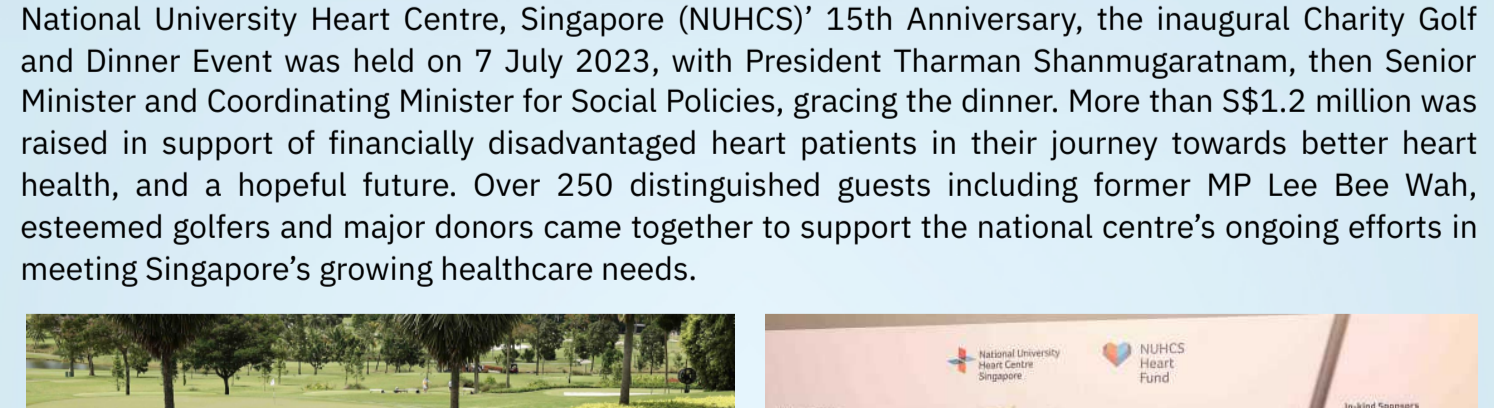 National University Heart Centre, Singapore (NUHCS)’ 15th Anniversary, the inaugural Charity Golf
and Dinner Event was held on 7 July 2023, with President Tharman Shanmugaratnam, then Senior
Minister and Coordinating Minister for Social Policies, gracing the dinner. More than S$1.2 million was
raised in support of financially disadvantaged heart patients in their journey towards better heart
health, and a hopeful future. Over 250 distinguished guests including former MP Lee Bee Wah,
esteemed golfers and major donors came together to support the national centre’s ongoing efforts in
meeting Singapore’s growing healthcare needs.
National University
Heart Centre
Singapore
NUHCS
Heart
Fund
In-kind Sponsors